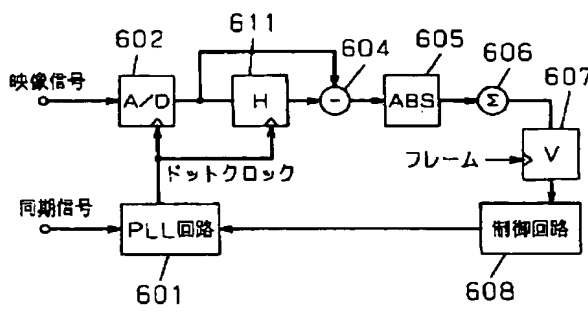 602
611
604
605
606
607
映像信号
A/D
H
-
ABS
Σ
フレーム
V
ドットクロック
同期信号
PLL回路
制御回路
601
608